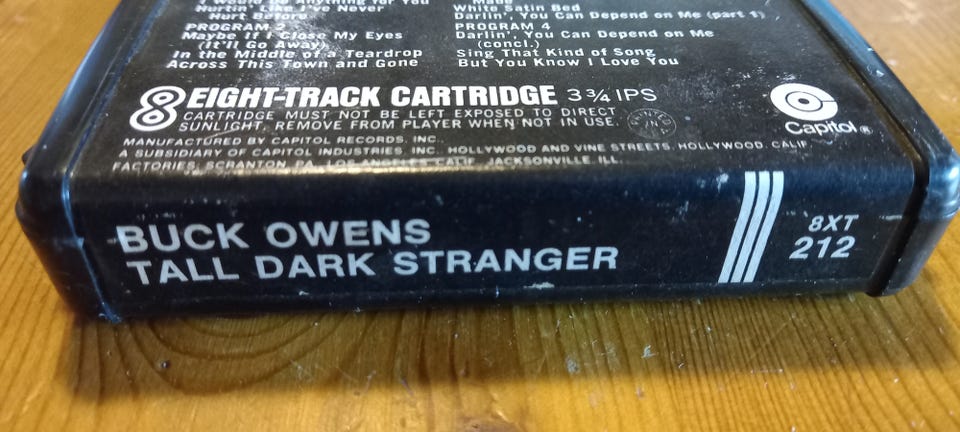 I Would Do Anything for You
Hurtin' Like I've Never
Hurt Before
PROGRAM 2
Maybe If I Close My Eyes
(It'll Go Away)
In the Middle of a Teardrop
Across This Town and Gone
Made
White Satin Bed
Darlin', You Can Depend on Me (part 1)
PROGRAM 4
Darlin', You Can Depend on Me
(concl.)
Sing That Kind of Song
But You Know I Love You
8 EIGHT-TRACK CARTRIDGE 3 ¾ IPS
CARTRIDGE MUST NOT BE LEFT EXPOSED TO DIRECT
SUNLIGHT, REMOVE FROM PLAYER WHEN NOT IN USE.
PRINTED
IN
Capitol®
MANUFACTURED BY CAPITOL RECORDS, INC.,
A SUBSIDIARY OF CAPITOL INDUSTRIES, INC., HOLLYWOOD AND VINE STREETS, HOLLYWOOD, CALIF.
FACTORIES: SCRANTON, PA., LOS ANGELES, CALIF., JACKSONVILLE, ILL.
BUCK OWENS
TALL DARK STRANGER
8XT
212